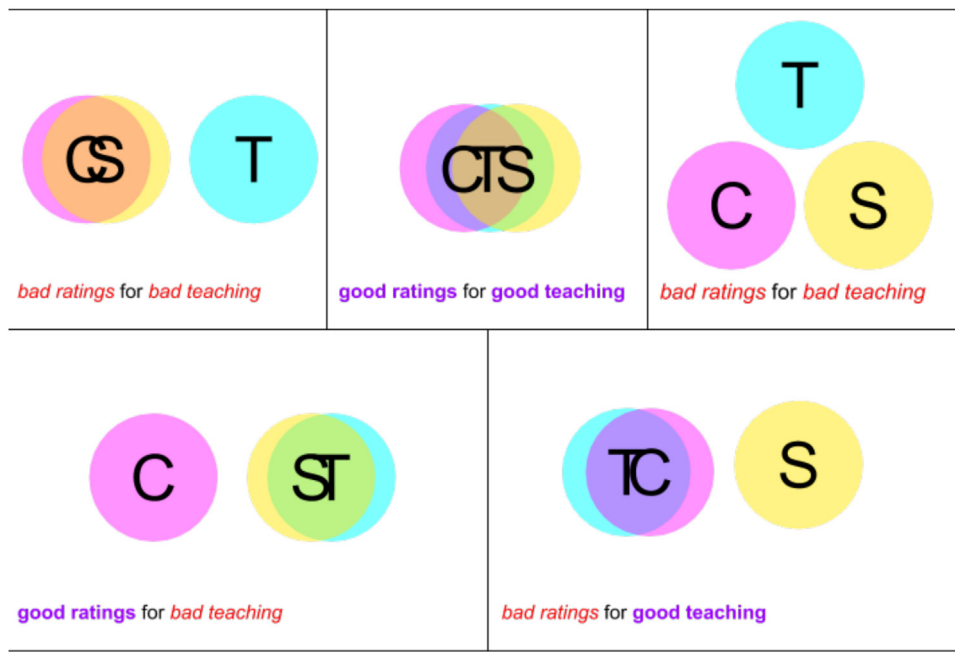 CS
T
bad ratings for bad teaching
CTS
good ratings for good teaching
T
C
S
bad ratings for bad teaching
C
ST
good ratings for bad teaching
TC
S
bad ratings for good teaching